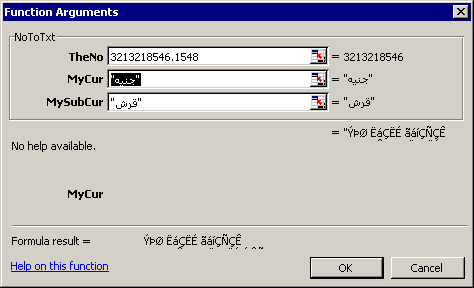 Function Arguments
NoToTxt
TheNo 3213218546.1548 = 3213218546
MyCur "جنيه" = "جنيه"
MySubCur "قرش" = "قرش"
= "ÝÞØ ËáÇËÉ ãáíÇÑÇÊ
No help available.
MyCur
Formula result = ÝÞØ ËáÇËÉ ãáíÇÑÇÊ
Help on this function OK Cancel